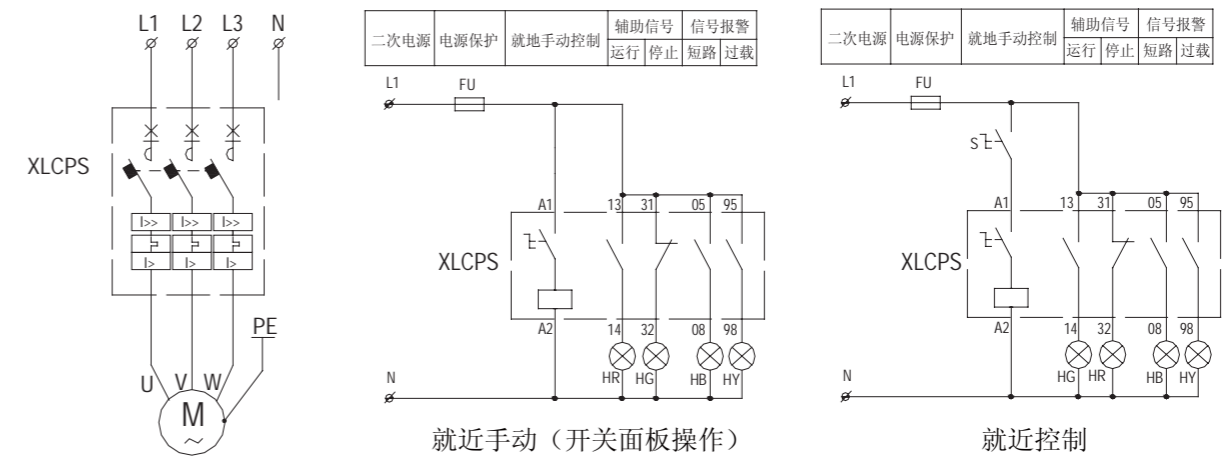 L1 L2 L3 N
XLCPS
I>> I>> I>>
I> I> I>
PE
U V W
M
~
二次电源 电源保护 就地手动控制 辅助信号 信号报警
运行 停止 短路 过载
L1 FU
A1 13 31 05 95
XLCPS
A2 14 32 08 98
HR HG HB HY
N
就近手动（开关面板操作）
二次电源 电源保护 就地手动控制 辅助信号 信号报警
运行 停止 短路 过载
L1 FU
S
A1 13 31 05 95
XLCPS
A2 14 32 08 98
HG HR HB HY
N
就近控制